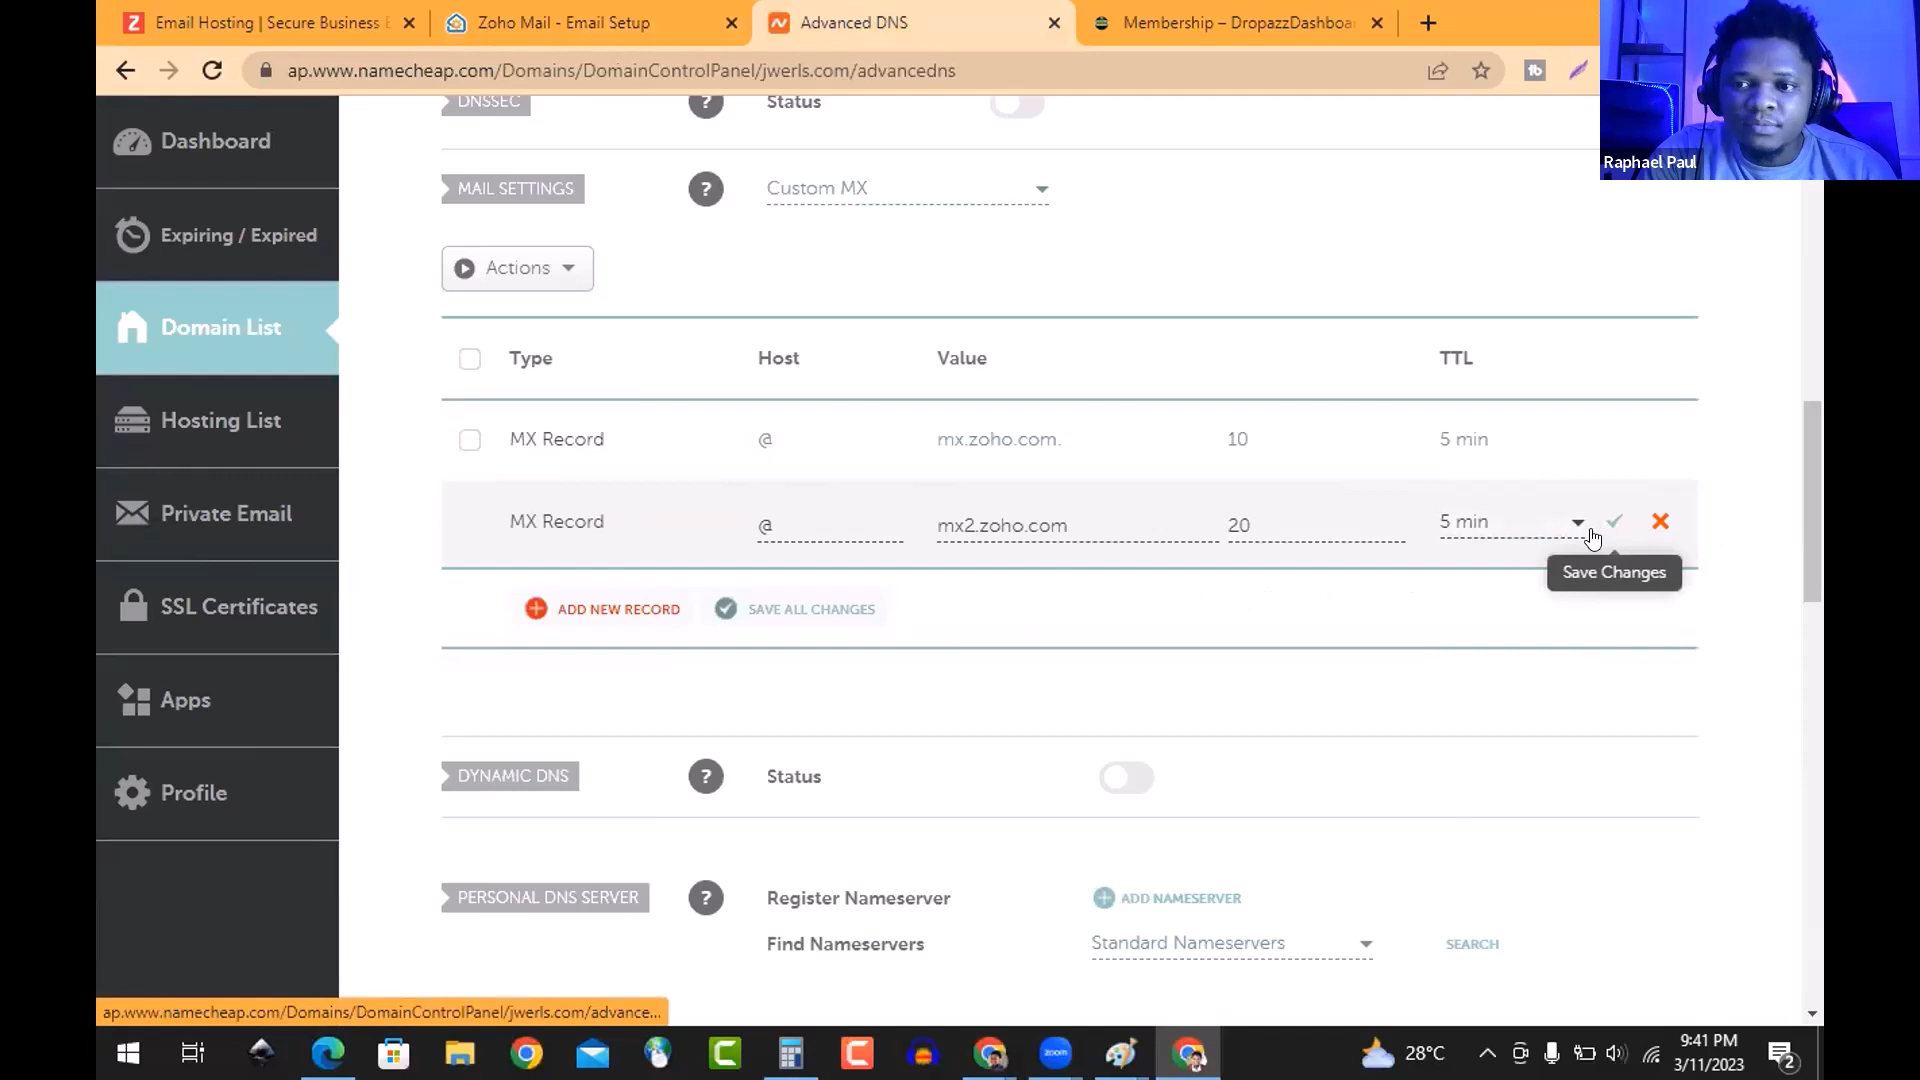 Email Hosting | Secure Business E
Zoho Mail - Email Setup
Advanced DNS
Membership – DropazzDashboa
ap.www.namecheap.com/Domains/DomainControlPanel/jwerls.com/advancedns
Raphael Paul
Dashboard
Expiring / Expired
Domain List
Hosting List
Private Email
SSL Certificates
Apps
Profile
DNSSEC
?
Status
MAIL SETTINGS
?
Custom MX
Actions
Type Host Value TTL
MX Record @ mx.zoho.com. 10 5 min
MX Record @ mx2.zoho.com 20 5 min
Save Changes
ADD NEW RECORD
SAVE ALL CHANGES
DYNAMIC DNS
?
Status
PERSONAL DNS SERVER
?
Register Nameserver
ADD NAMESERVER
Find Nameservers
Standard Nameservers
SEARCH
ap.www.namecheap.com/Domains/DomainControlPanel/jwerls.com/advance...
zoom
28°C
9:41 PM
3/11/2023
2